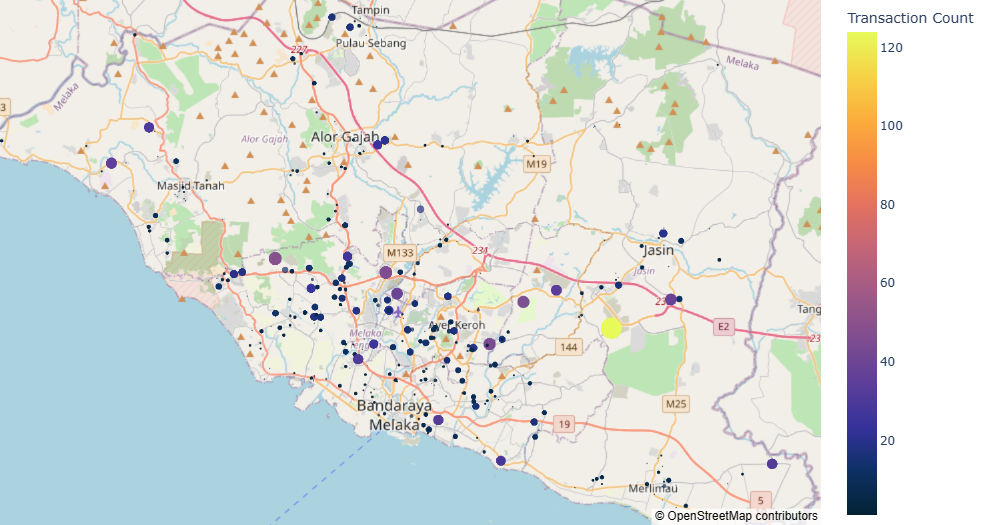 Transaction Count
120
100
80
60
40
20
Tampin
Pulau Sebang
227
Melaka
Melaka
3
Alor Gajah
Alor Gajah
M19
Masjid Tanah
231
M133
Jasin
Jasin
Tang
E2
23
Ayer Keroh
Melaka
144
M25
Bandaraya
Melaka
19
Merlimau
5
© OpenStreetMap contributors